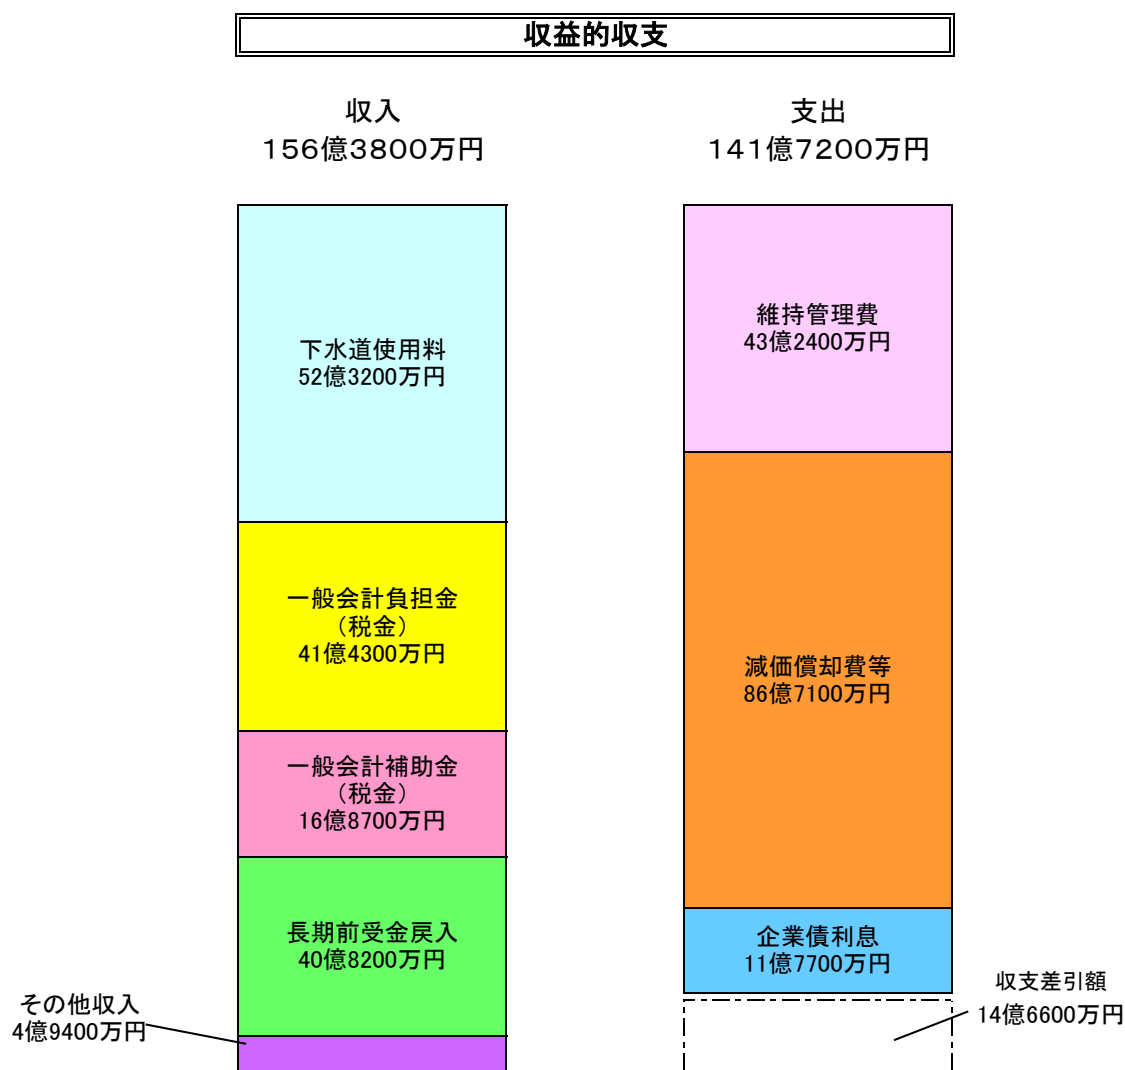 収益的収支
収入
156億3800万円
支出
141億7200万円
下水道使用料
52億3200万円
一般会計負担金
（税金）
41億4300万円
一般会計補助金
（税金）
16億8700万円
長期前受金戻入
40億8200万円
その他収入
4億9400万円
維持管理費
43億2400万円
減価償却費等
86億7100万円
企業債利息
11億7700万円
収支差引額
14億6600万円